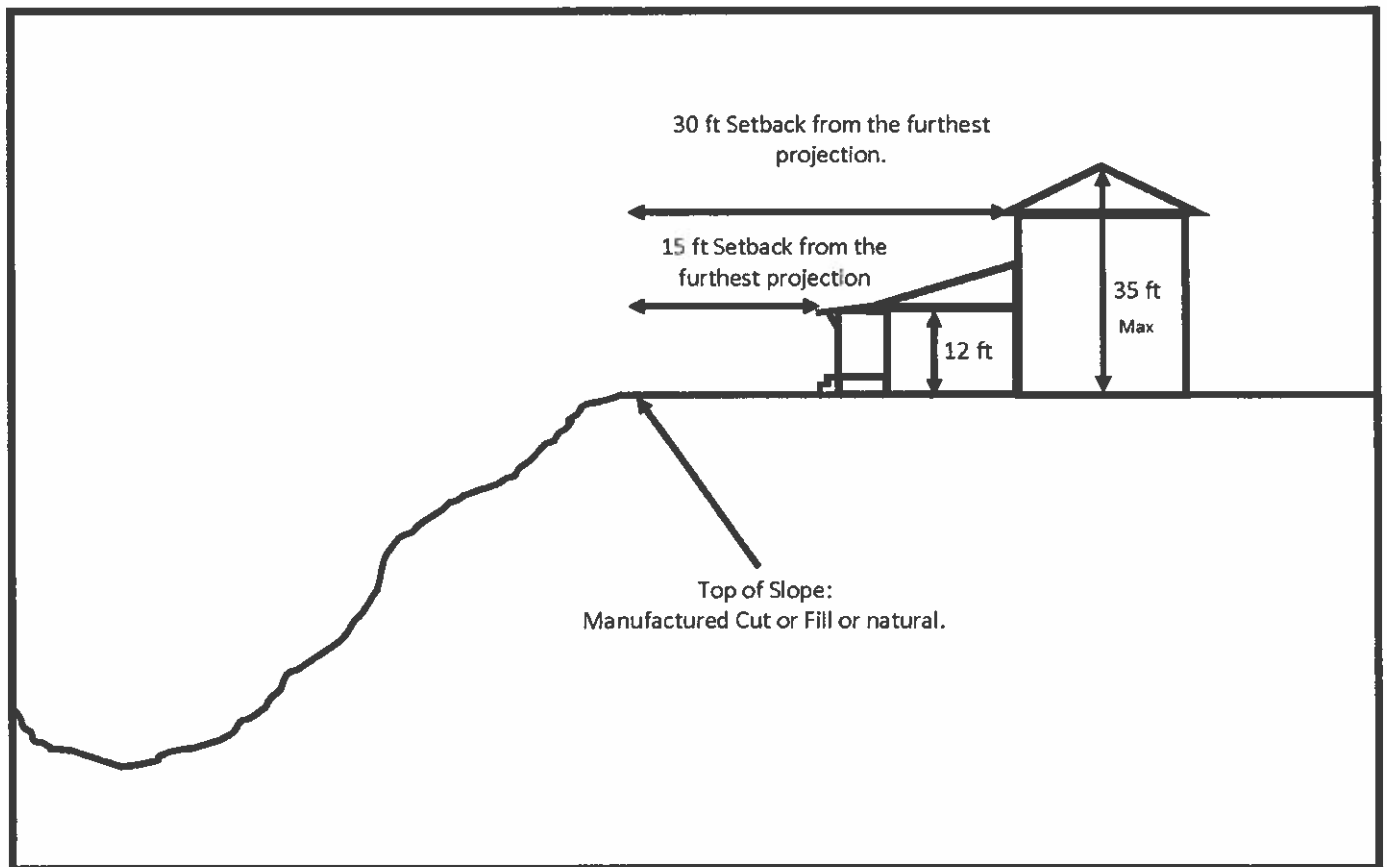 30 ft Setback from the furthest
projection.
15 ft Setback from the
furthest projection
35 ft
Max
12 ft
Top of Slope:
Manufactured Cut or Fill or natural.